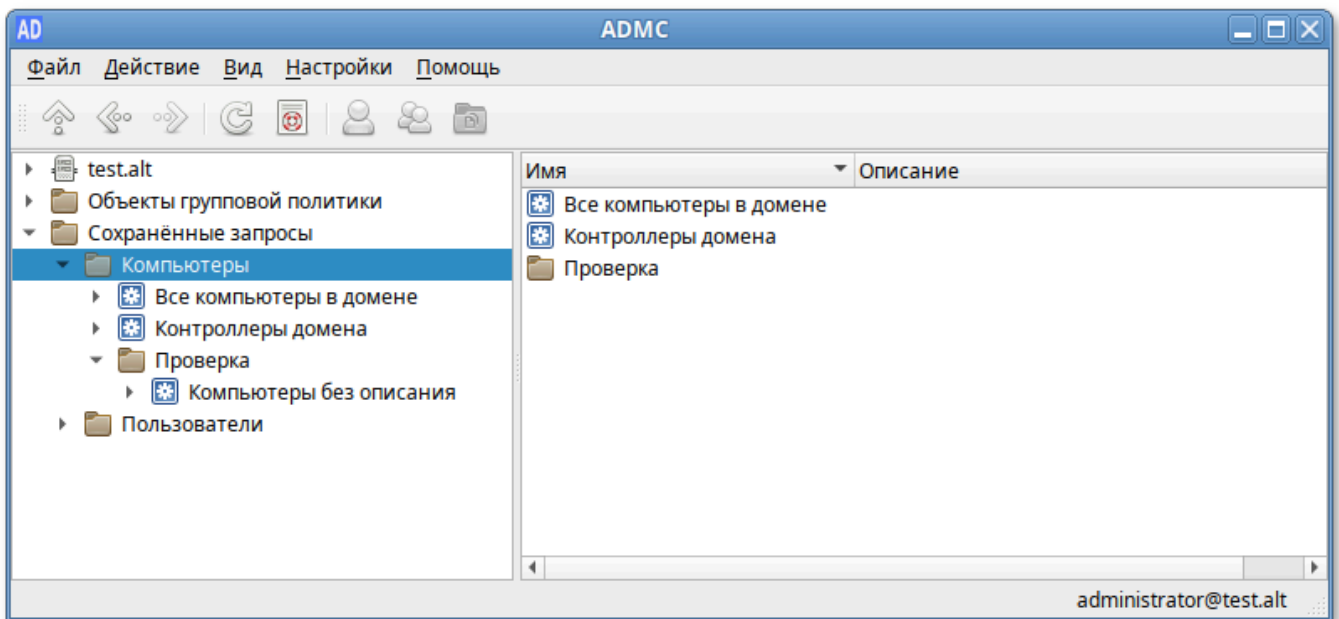 AD ADMC
Файл Действие Вид Настройки Помощь
test.alt
Объекты групповой политики
Сохранённые запросы
Компьютеры
Все компьютеры в домене
Контроллеры домена
Проверка
Компьютеры без описания
Пользователи
Имя Описание
Все компьютеры в домене
Контроллеры домена
Проверка
administrator@test.alt